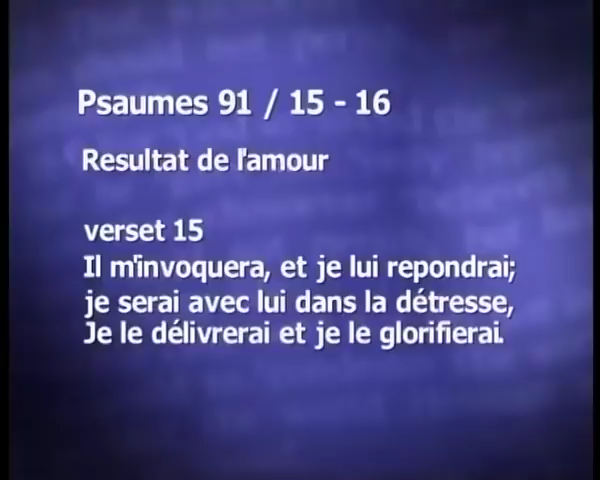 Psaumes 91 / 15 - 16
Resultat de l'amour
verset 15
Il m'invoquera, et je lui repondrai;
je serai avec lui dans la détresse,
Je le délivrerai et je le glorifierai.